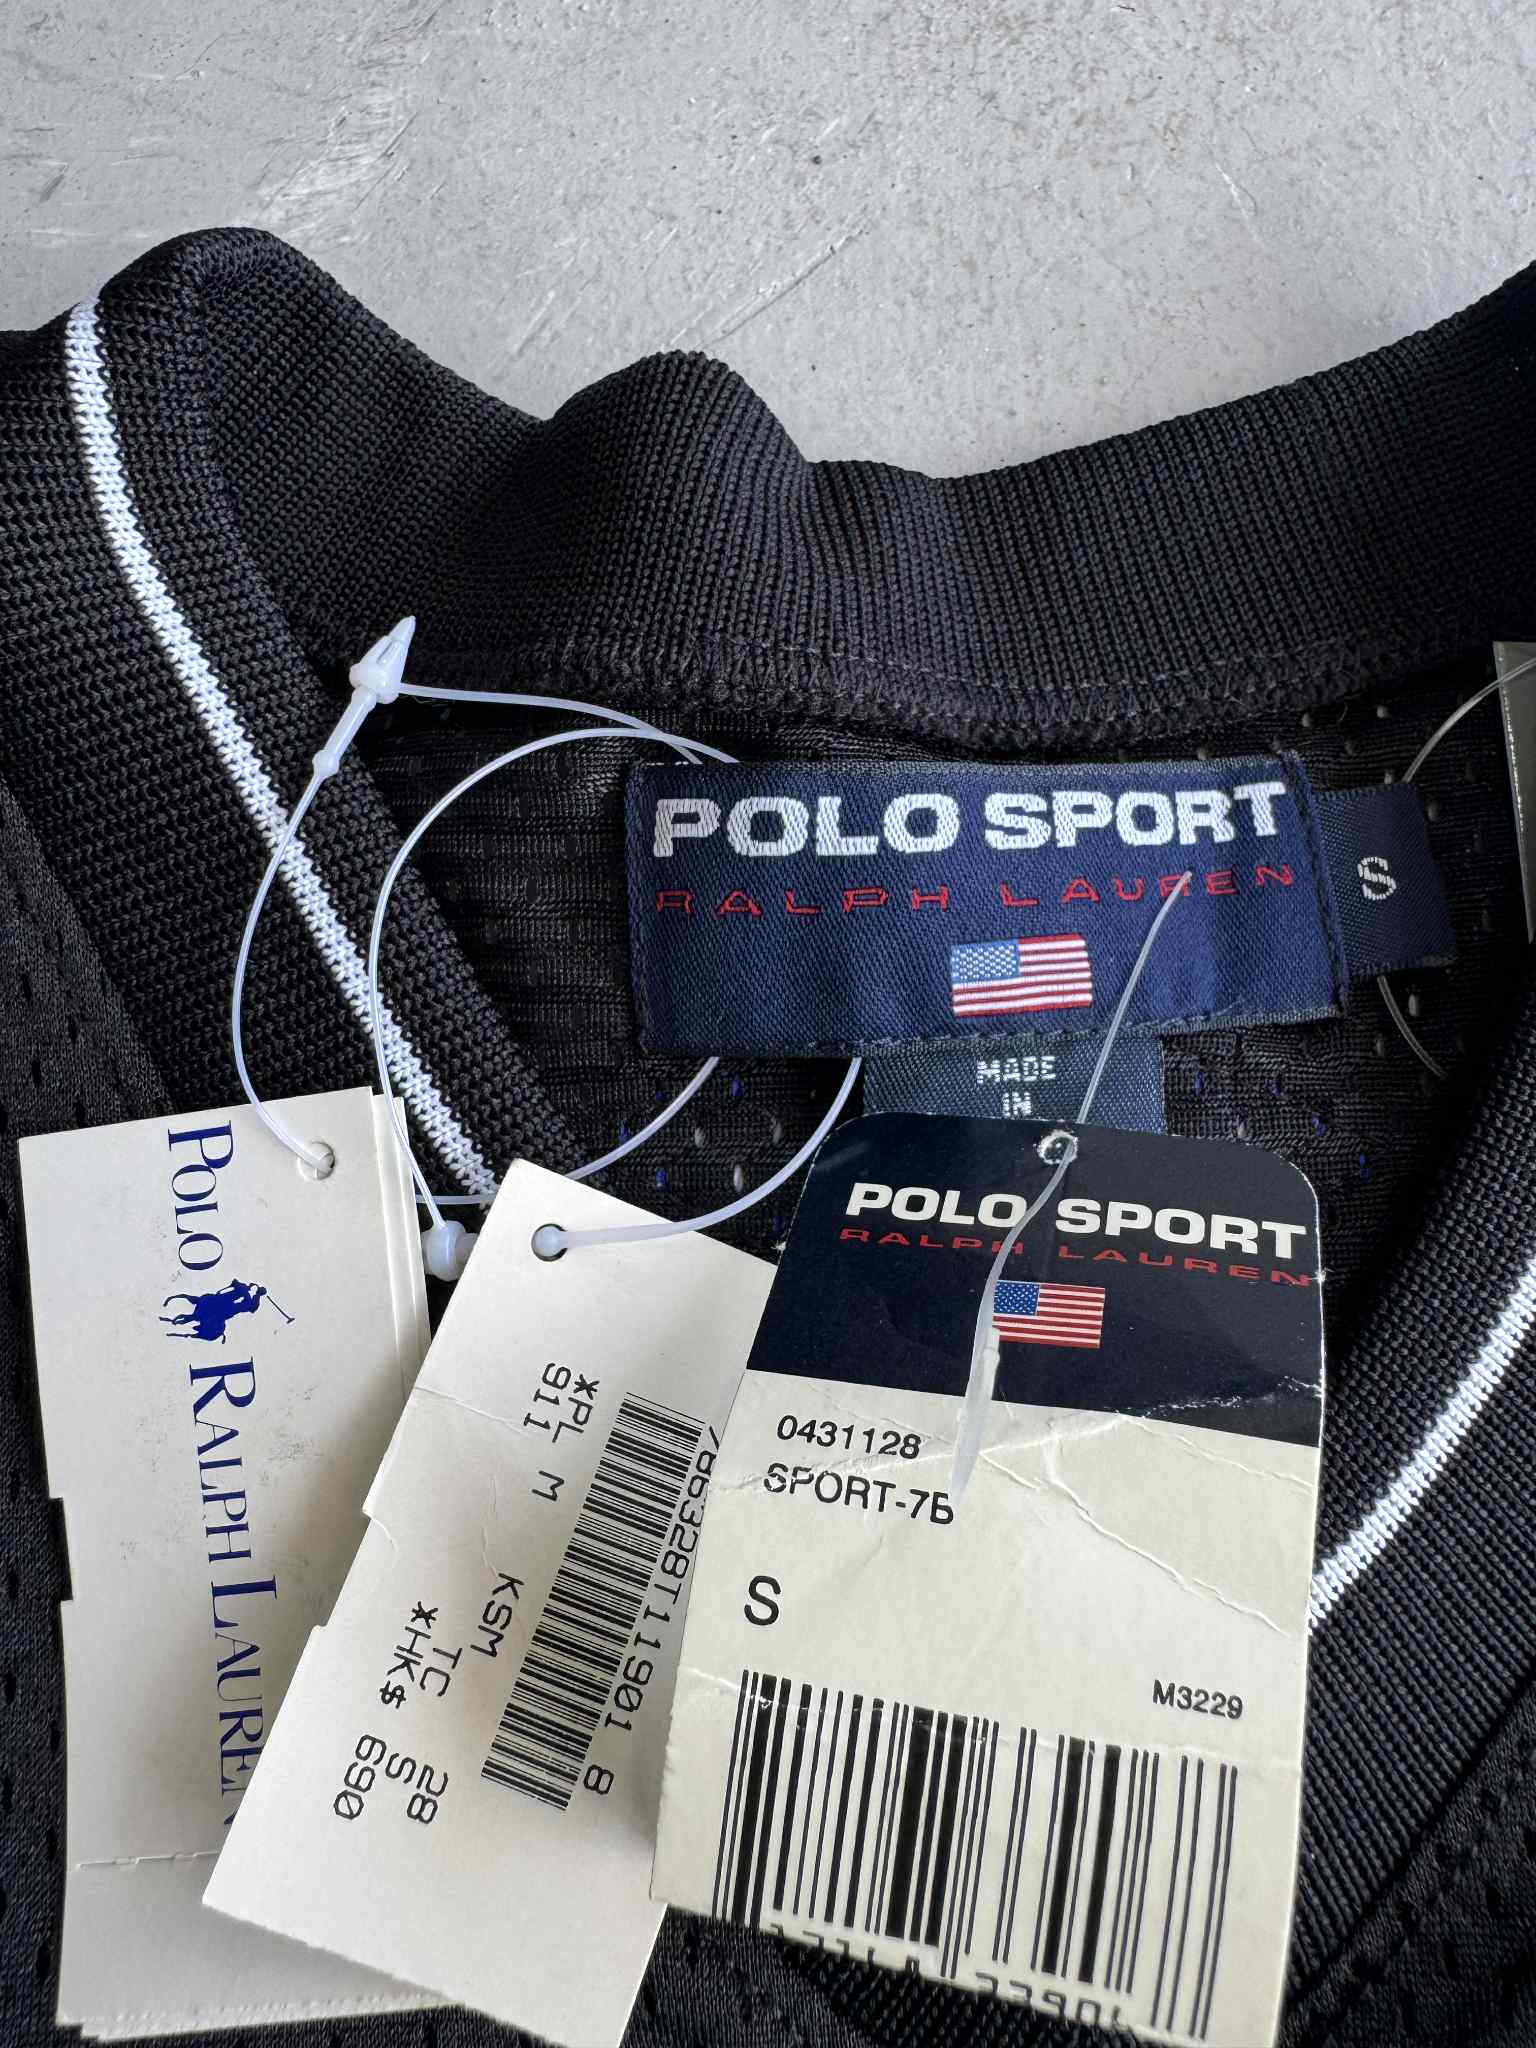 POLO SPORT
RALPH LAUREN
S
MADE
IN
POLO RALPH LAUREN
*PL M KSM TC 28
911
*HK$ 690
POLO SPORT
RALPH LAUREN
0431128
SPORT-7B
S
M3229